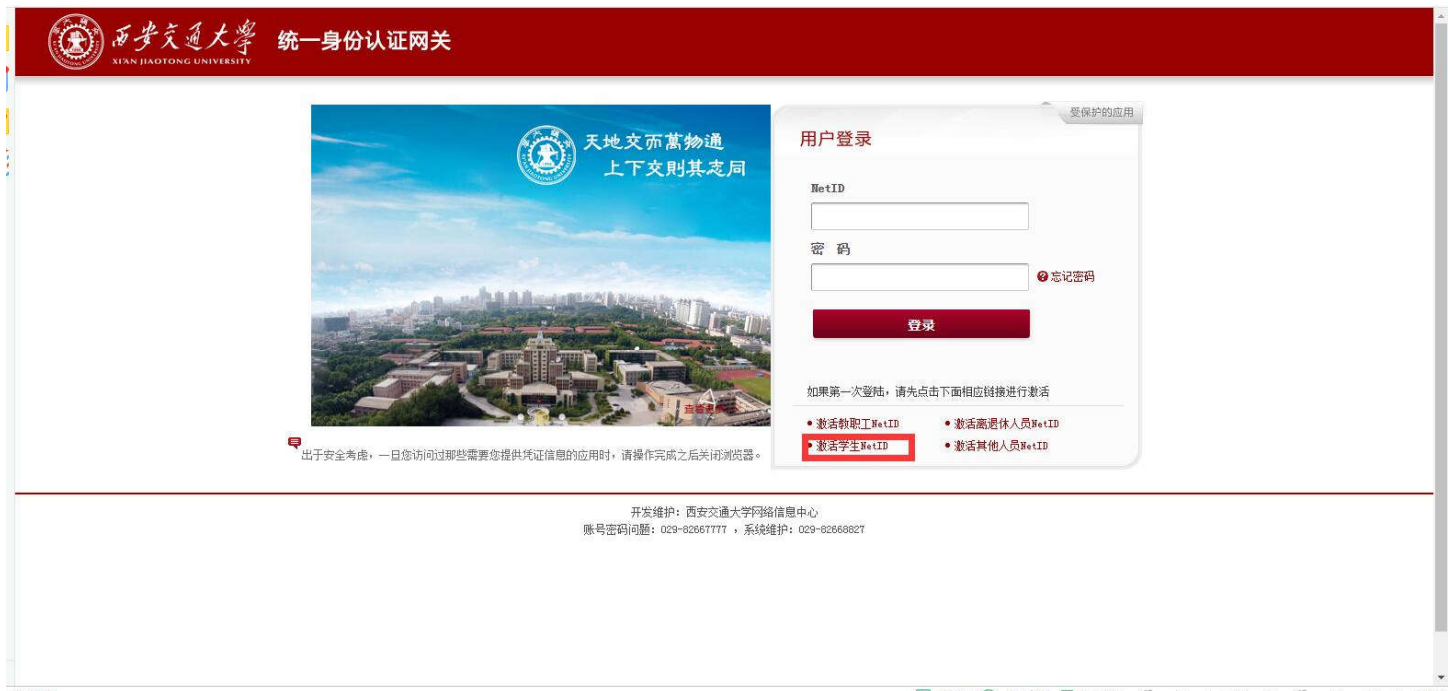 西安交通大学
XI'AN JIAOTONG UNIVERSITY
统一身份认证网关
受保护的应用
天地交而萬物通
上下交則其志同
用户登录
NetID
密 码
忘记密码
登录
如果第一次登陆，请先点击下面相应链接进行激活
激活教职工NetID
激活离退休人员NetID
激活学生NetID
激活其他人员NetID
出于安全考虑，一旦您访问过那些需要您提供凭证信息的应用时，请操作完成之后关闭浏览器。
开发维护：西安交通大学网络信息中心
账号密码问题：029-82667777 ，系统维护：029-82668827